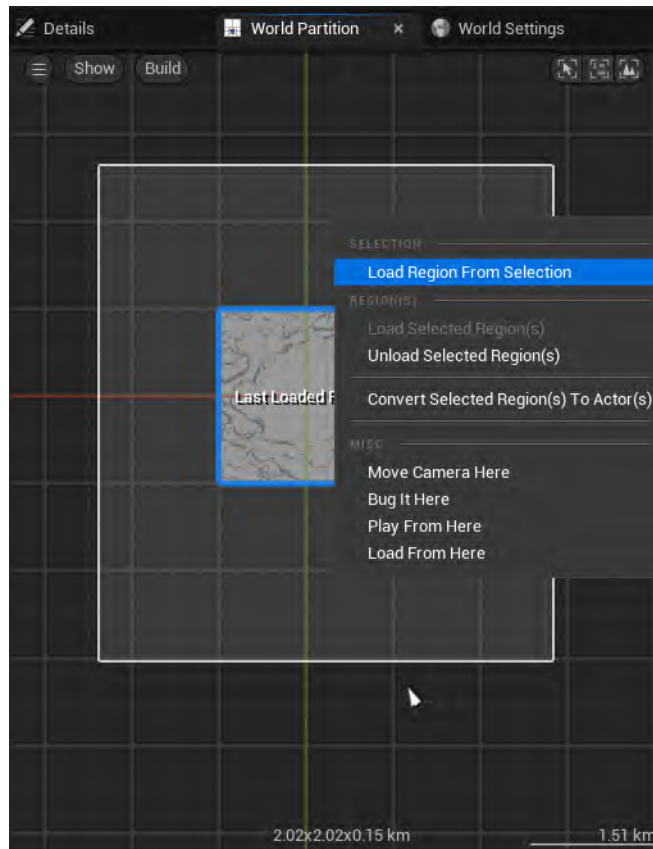 Details
World Partition
World Settings
Show
Build
SELECTION
Load Region From Selection
REGION(S)
Load Selected Region(s)
Unload Selected Region(s)
Last Loaded
Convert Selected Region(s) To Actor(s)
MISC
Move Camera Here
Bug It Here
Play From Here
Load From Here
2.02x2.02x0.15 km
1.51 km